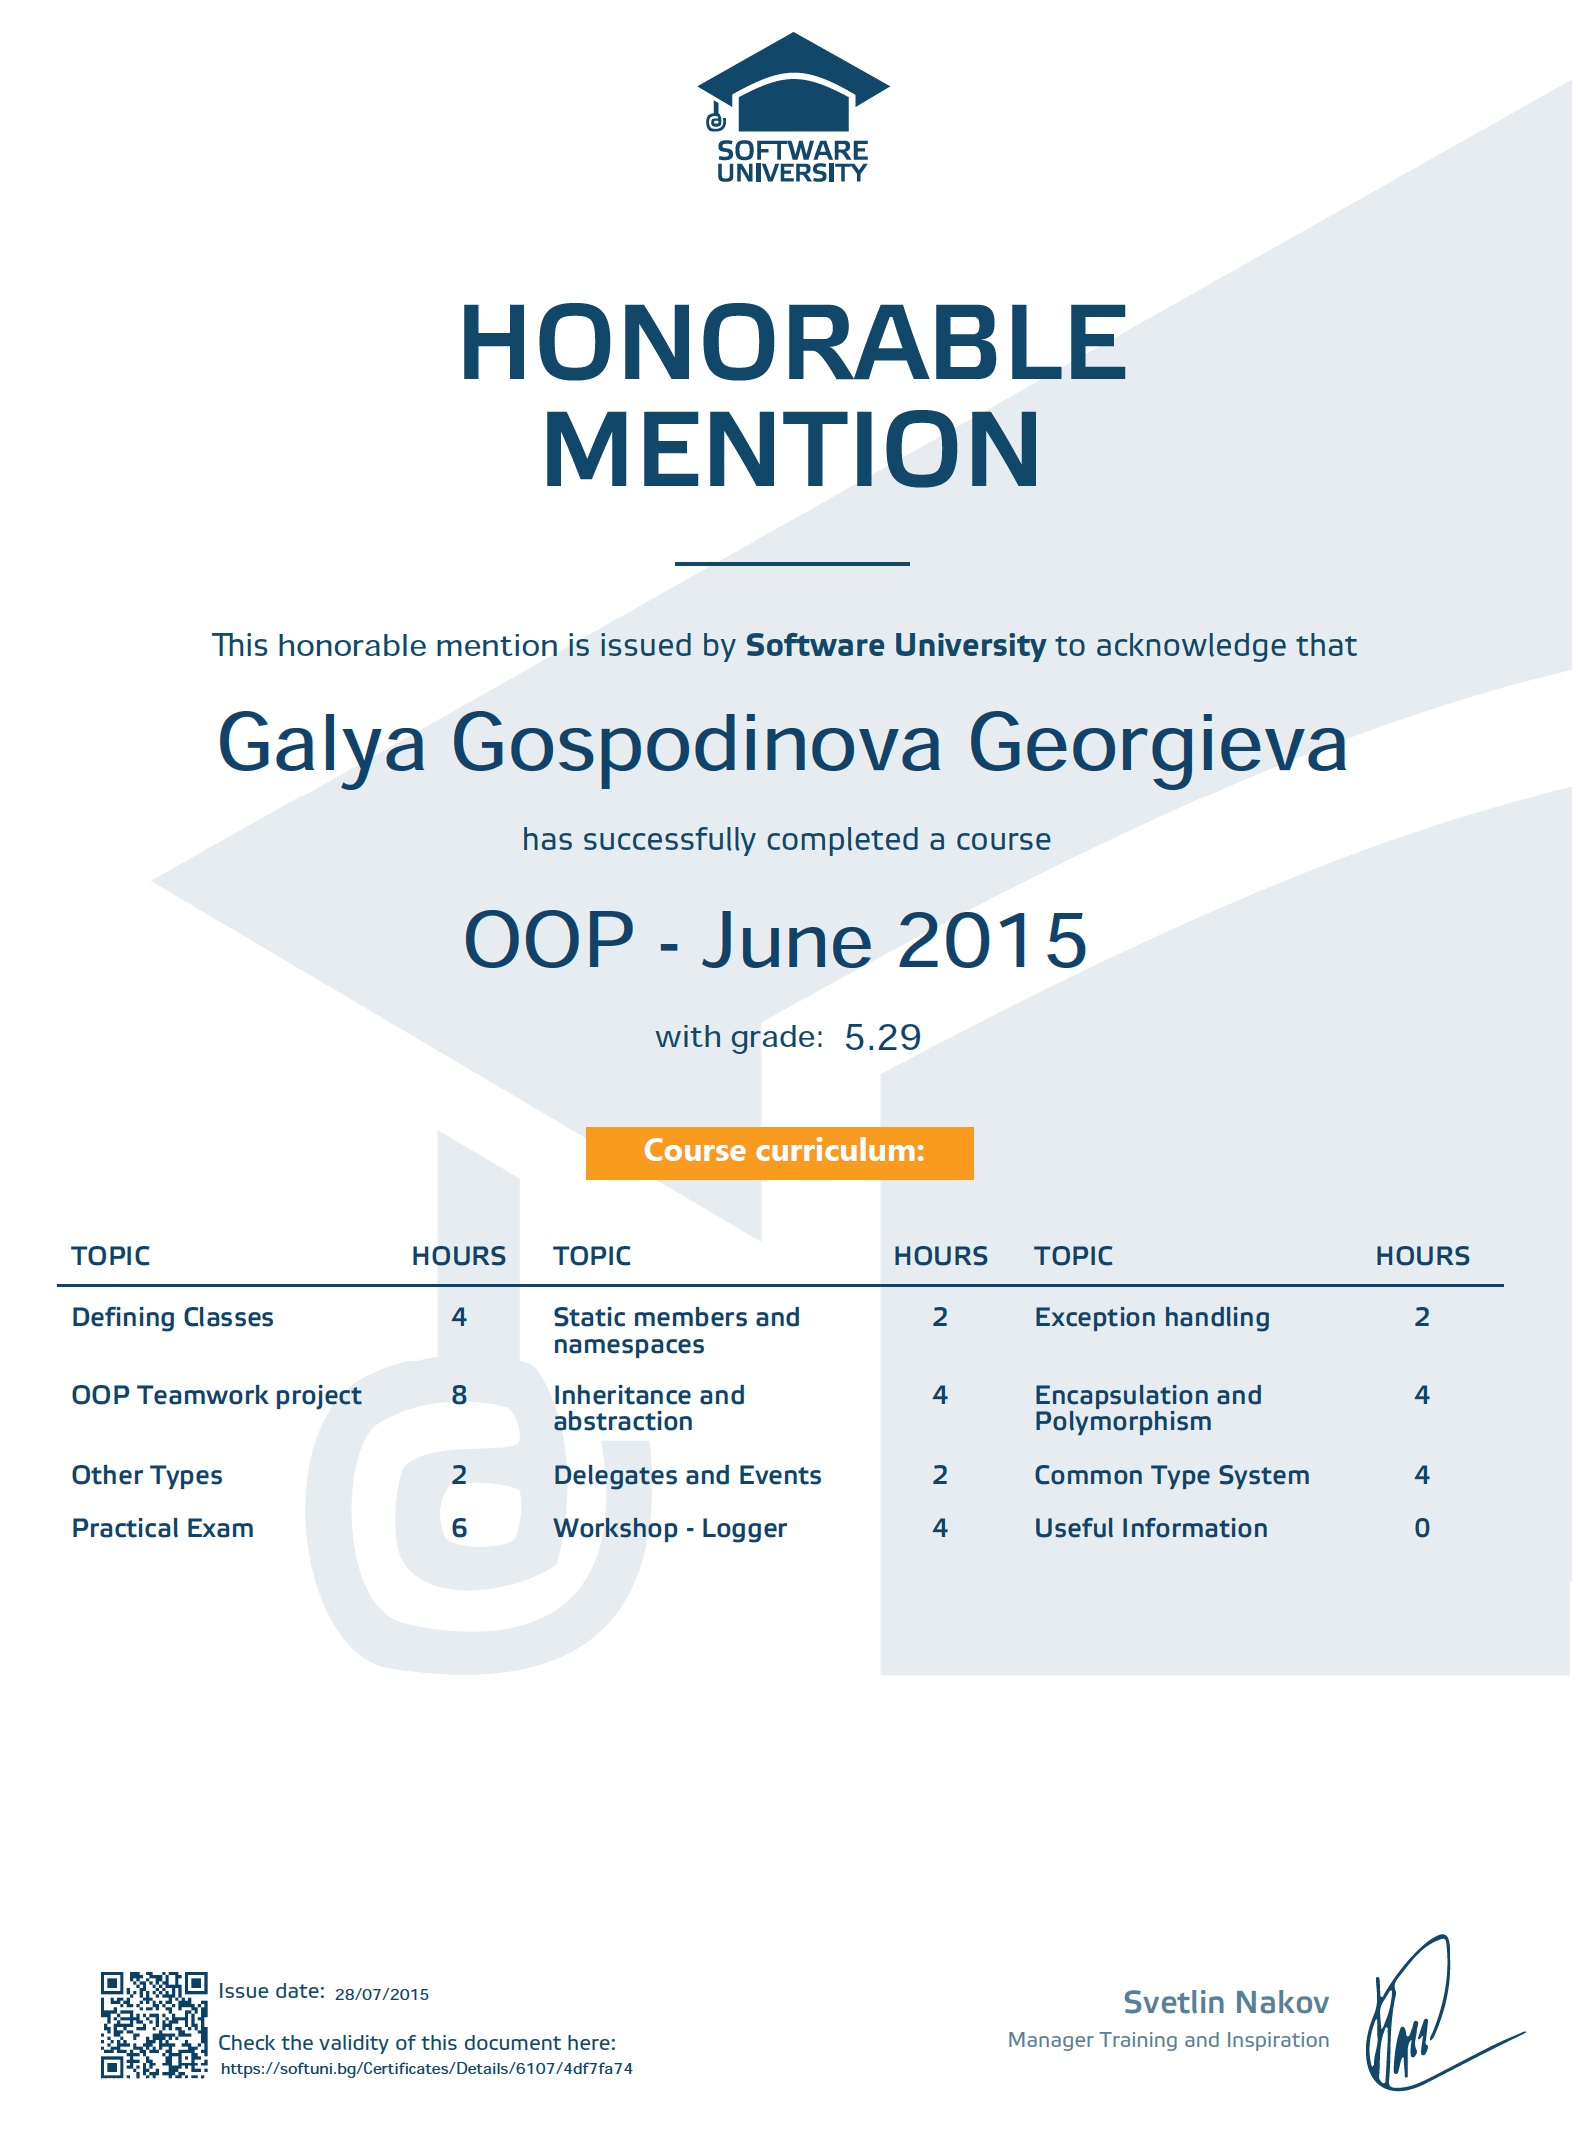 SOFTWARE
UNIVERSITY
HONORABLE
MENTION
This honorable mention is issued by Software University to acknowledge that
Galya Gospodinova Georgieva
has successfully completed a course
OOP - June 2015
with grade: 5.29
Course curriculum:
TOPIC HOURS TOPIC HOURS TOPIC HOURS
Defining Classes 4 Static members and 2 Exception handling 2
namespaces
OOP Teamwork project 8 Inheritance and 4 Encapsulation and 4
abstraction Polymorphism
Other Types 2 Delegates and Events 2 Common Type System 4
Practical Exam 6 Workshop - Logger 4 Useful Information 0
Issue date: 28/07/2015
Check the validity of this document here:
https://softuni.bg/Certificates/Details/6107/4df7fa74
Svetlin Nakov
Manager Training and Inspiration